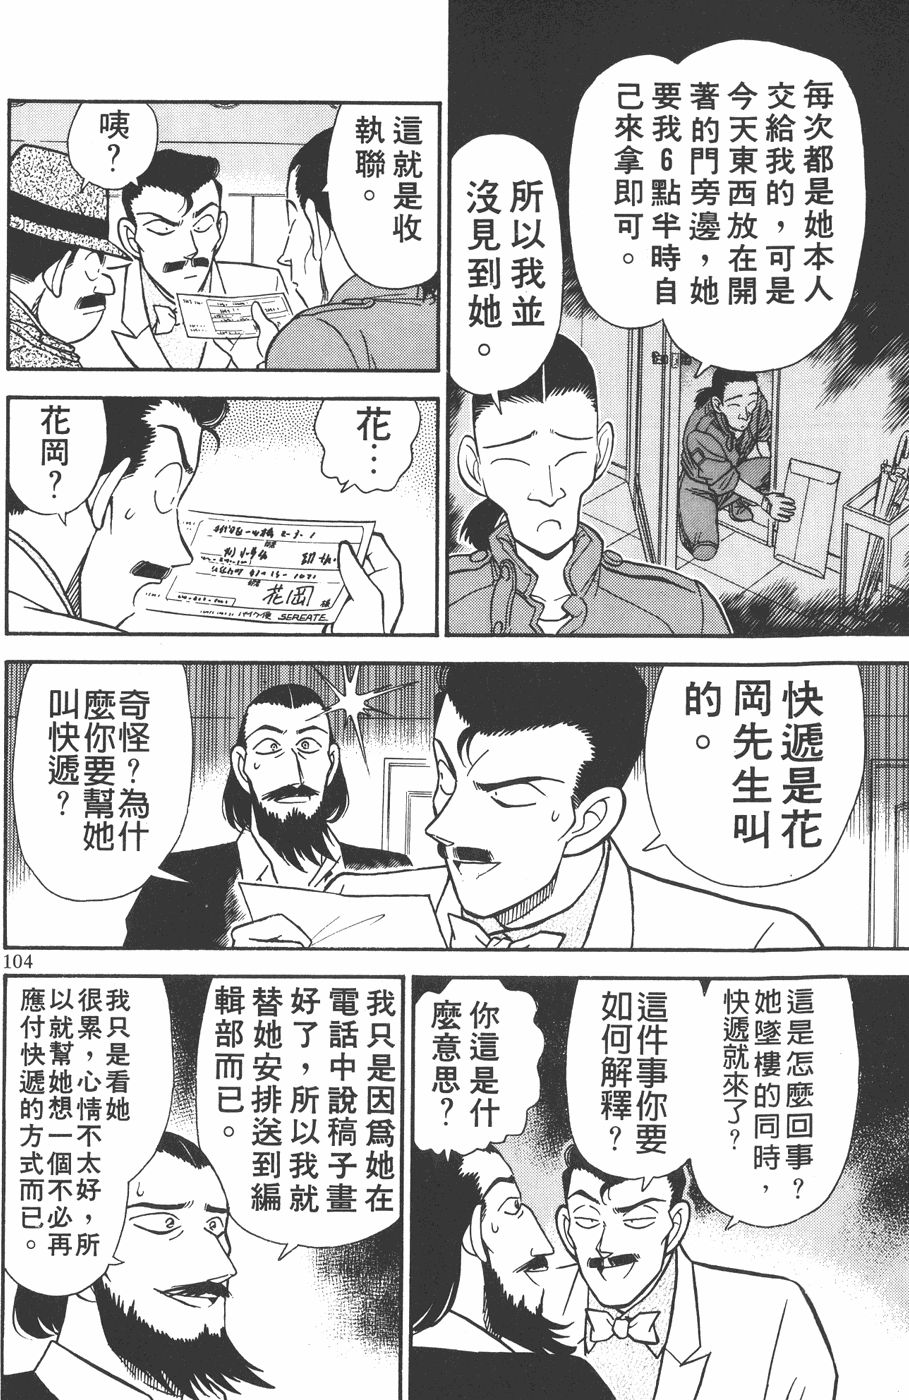 每次都是她本人
交給我的，可是
今天東西放在開
著的門旁邊，她
要我6點半時自
己來拿即可。
所以我並
沒見到她。
這就是收
執聯。
咦？
花…
花岡？
花岡
SEREATE.
快遞是花
岡先生叫
的。
奇怪？為什
麼你要幫她
叫快遞？
104
這是怎麼回事？
她墜樓的同時，
快遞就來了？
這件事你要
如何解釋？
你這是什
麼意思？
我只是因爲她在
電話中說稿子畫
好了，所以我就
替她安排送到編
輯部而已。
我只是看她
很累，心情不太好，所
以就幫她想一個不必再
應付快遞的方式而已。